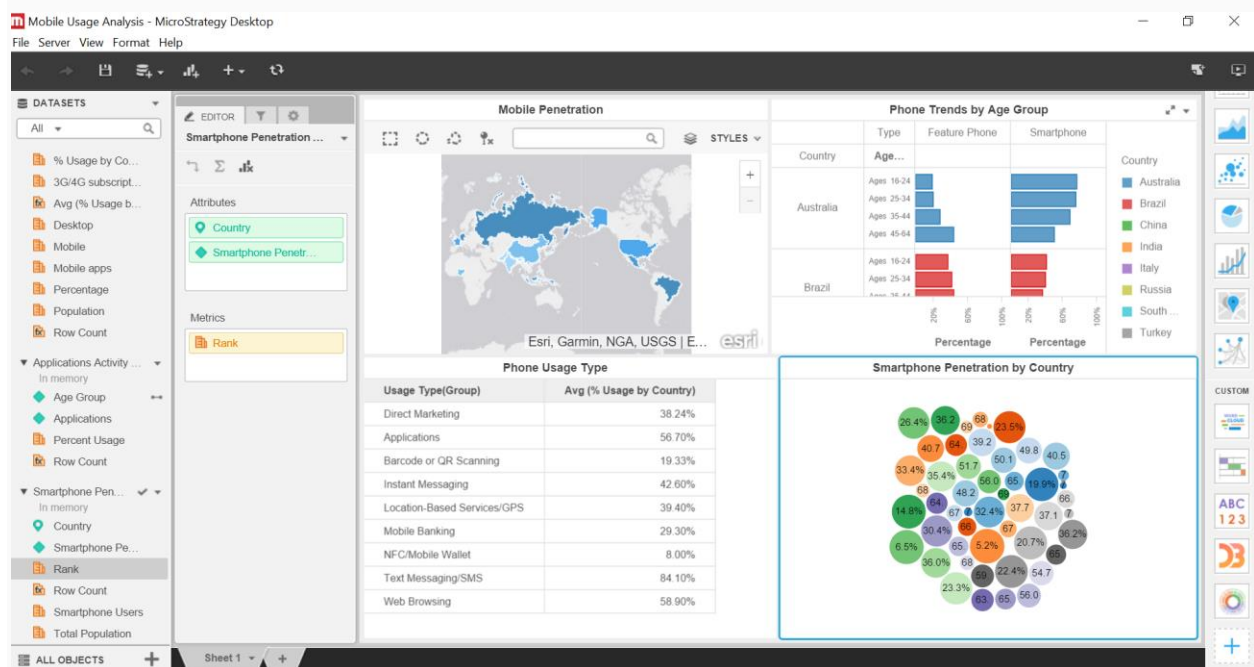 Mobile Usage Analysis - MicroStrategy Desktop
File Server View Format Help
DATASETS
All
% Usage by Co...
3G/4G subscript...
Avg (% Usage b...
Desktop
Mobile
Mobile apps
Percentage
Population
Row Count
Applications Activity ...
In memory
Age Group
Applications
Percent Usage
Row Count
Smartphone Pen...
In memory
Country
Smartphone Pe...
Rank
Row Count
Smartphone Users
Total Population
ALL OBJECTS
EDITOR
Smartphone Penetration ...
Attributes
Country
Smartphone Penetr...
Metrics
Rank
Mobile Penetration
STYLES
Esri, Garmin, NGA, USGS | E...
esri
Phone Trends by Age Group
Type Feature Phone Smartphone
Country Age...
Australia
Ages 16-24
Ages 25-34
Ages 35-44
Ages 45-64
Brazil
Ages 16-24
Ages 25-34
20% 60% 100% 20% 60% 100%
Percentage Percentage
Country
Australia
Brazil
China
India
Italy
Russia
South ...
Turkey
Phone Usage Type
Usage Type(Group) Avg (% Usage by Country)
Direct Marketing 38.24%
Applications 56.70%
Barcode or QR Scanning 19.33%
Instant Messaging 42.60%
Location-Based Services/GPS 39.40%
Mobile Banking 29.30%
NFC/Mobile Wallet 8.00%
Text Messaging/SMS 84.10%
Web Browsing 58.90%
Smartphone Penetration by Country
26.4% 36.2 69 68 23.5%
40.7 64. 39.2 49.8 40.5
33.4% 35.4% 51.7 50.1
56.0 65. 19.9% 7
68 48.2 69 66.
14.8% 64. 67 32.4% 37.7 37.1 7
30.4% 66. 67 36.2%
6.5% 65. 5.2% 20.7% 65.
36.0% 68 59. 22.4% 54.7
23.3% 63. 65. 56.0
CUSTOM
ABC
123
Sheet 1